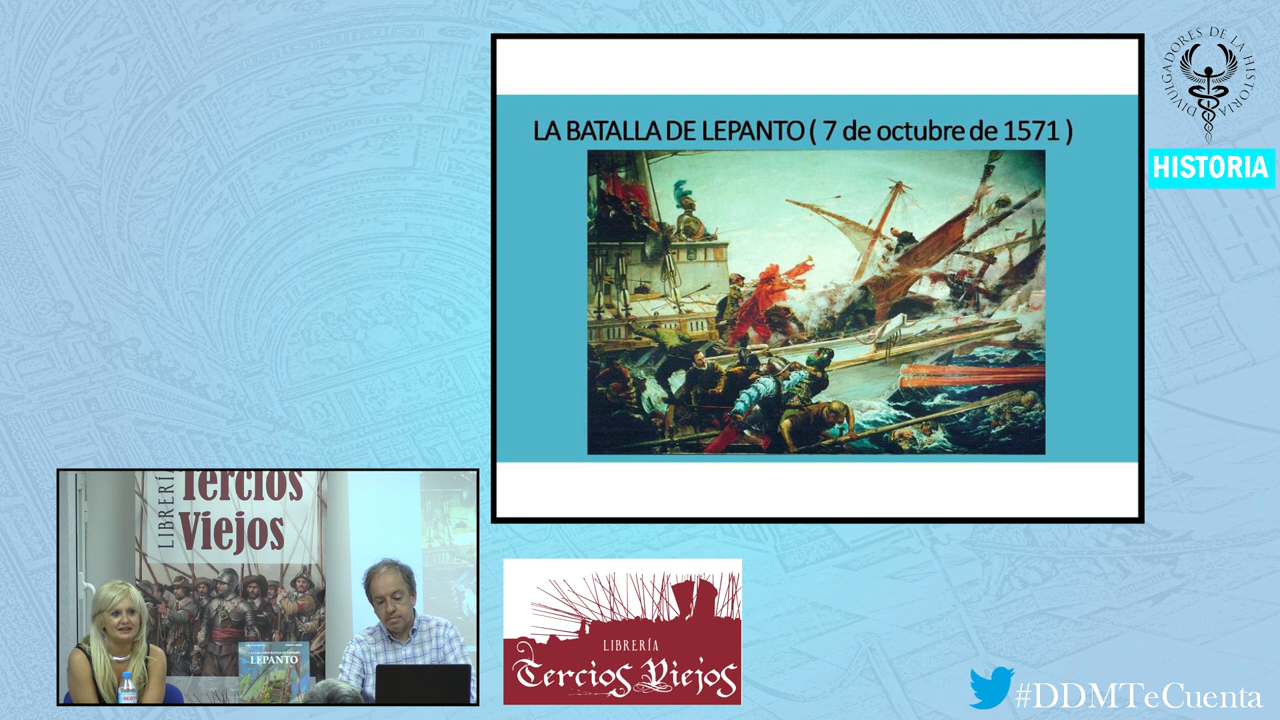 LA BATALLA DE LEPANTO ( 7 de octubre de 1571 )
DIVULGADORES DE LA HISTORIA
HISTORIA
LIBRERÍA
Tercios
Viejos
LEPANTO
LIBRERÍA
Tercios Viejos
#DDMTeCuenta